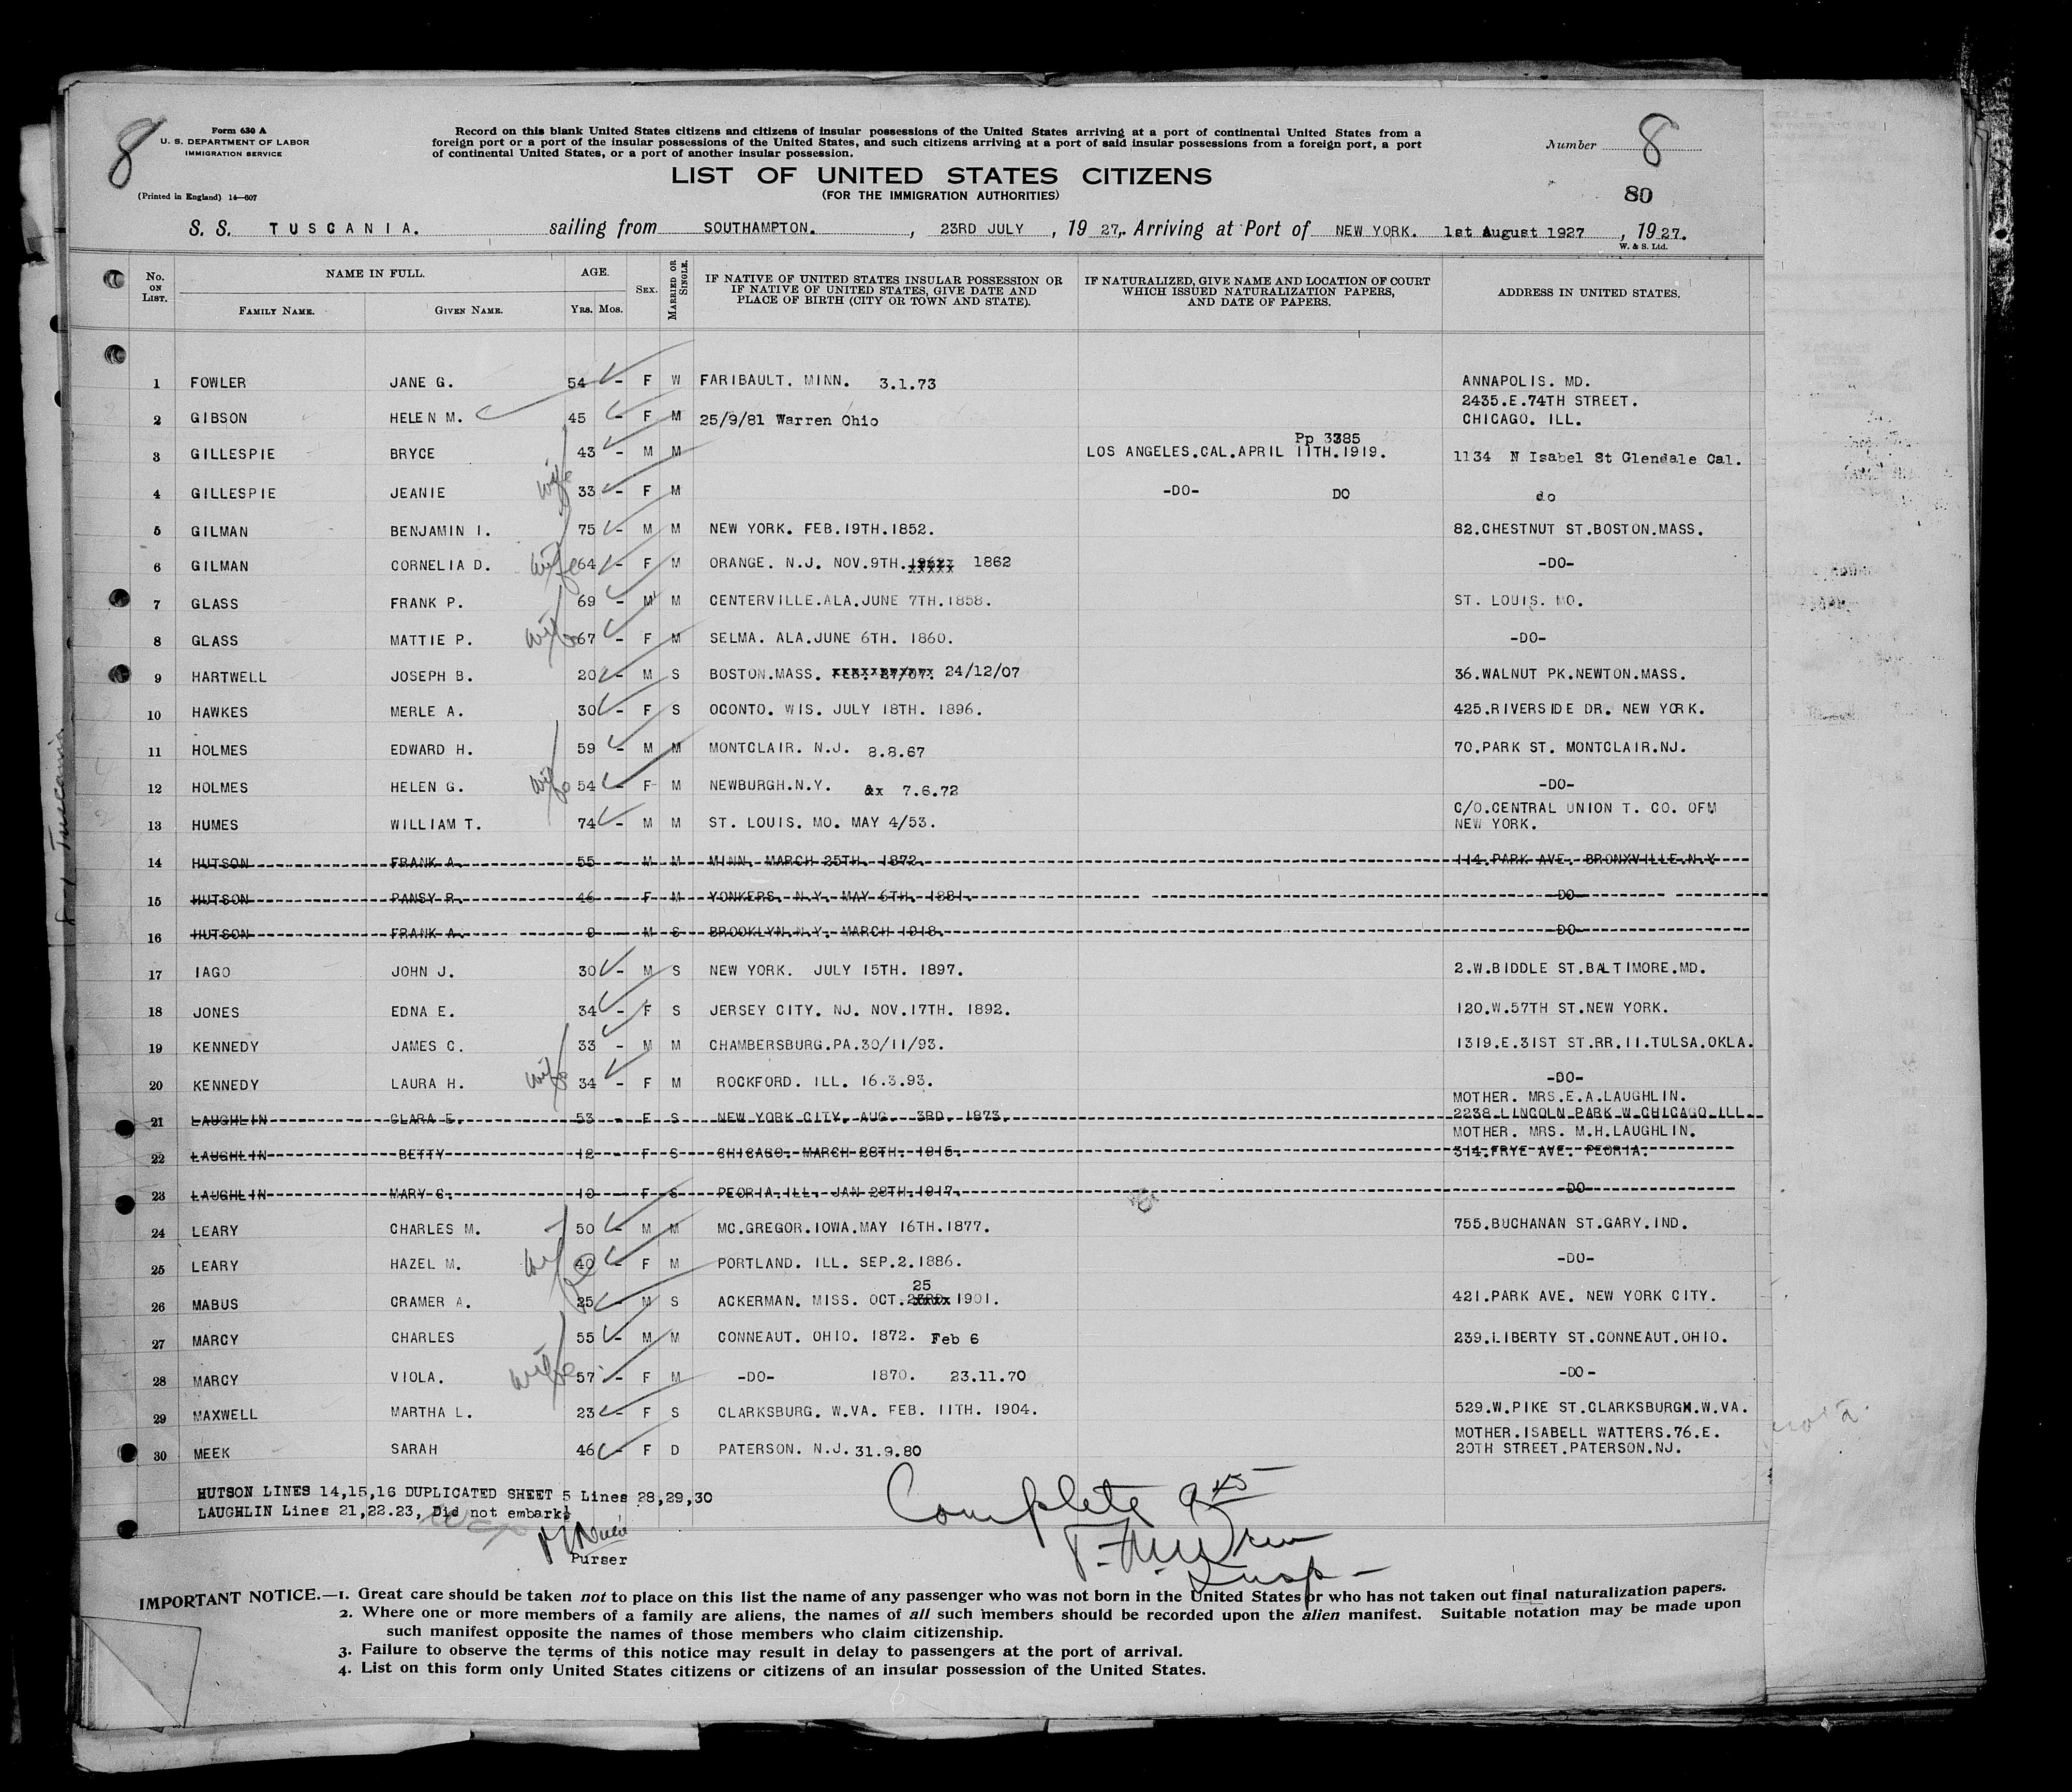 8
Form 630 A
U. S. DEPARTMENT OF LABOR
IMMIGRATION SERVICE
(Printed in England) 14—607
Record on this blank United States citizens and citizens of insular possessions of the United States arriving at a port of continental United States from a
foreign port or a port of the insular possessions of the United States, and such citizens arriving at a port of said insular possessions from a foreign port, a port
of continental United States, or a port of another insular possession.
Number 8
LIST OF UNITED STATES CITIZENS
(FOR THE IMMIGRATION AUTHORITIES)
80
S. S. TUSCANIA. sailing from SOUTHAMPTON. , 23RD JULY , 19 27, Arriving at Port of NEW YORK. 1st August 1927 , 19 27.
W. & S. Ltd.
No. ON LIST. NAME IN FULL. FAMILY NAME. GIVEN NAME. AGE. Yrs. Mos. SEX. MARRIED OR SINGLE. IF NATIVE OF UNITED STATES INSULAR POSSESSION OR IF NATIVE OF UNITED STATES, GIVE DATE AND PLACE OF BIRTH (CITY OR TOWN AND STATE). IF NATURALIZED, GIVE NAME AND LOCATION OF COURT WHICH ISSUED NATURALIZATION PAPERS, AND DATE OF PAPERS. ADDRESS IN UNITED STATES.
1 FOWLER JANE G. 54 - F W FARIBAULT. MINN. 3.1.73 ANNAPOLIS. MD.
2 GIBSON HELEN M. 45 - F M 25/9/81 Warren Ohio 2435.E.74TH STREET. CHICAGO. ILL.
3 GILLESPIE BRYCE 43 - M M LOS ANGELES.CAL.APRIL 11TH.1919. Pp 3385 1134 N Isabel St Glendale Cal.
4 GILLESPIE JEANIE wife 33 - F M -DO- DO do
5 GILMAN BENJAMIN I. 75 - M M NEW YORK. FEB.19TH.1852. 82.CHESTNUT ST.BOSTON.MASS.
6 GILMAN CORNELIA D. wife 64 - F M ORANGE. N.J. NOV.9TH. 1862 -DO-
7 GLASS FRANK P. 69 - M M CENTERVILLE.ALA.JUNE 7TH.1858. ST. LOUIS. MO.
8 GLASS MATTIE P. wife 67 - F M SELMA. ALA.JUNE 6TH. 1860. -DO-
9 HARTWELL JOSEPH B. 20 - M S BOSTON.MASS. 24/12/07 36.WALNUT PK.NEWTON.MASS.
10 HAWKES MERLE A. 30 - F S OCONTO. WIS. JULY 18TH. 1896. 425.RIVERSIDE DR. NEW YORK.
11 HOLMES EDWARD H. 59 - M M MONTCLAIR. N.J. 8.8.67 70.PARK ST. MONTCLAIR.NJ.
12 HOLMES HELEN G. wife 54 - F M NEWBURGH.N.Y. &x 7.6.72 -DO-
13 HUMES WILLIAM T. 74 - M M ST. LOUIS. MO. MAY 4/53. C/O.CENTRAL UNION T. CO. OFM NEW YORK.
14 HUTSON FRANK A. 55 - M M MINN. MARCH 25TH. 1872. 114.PARK AVE. BRONXVILLE.N.Y
15 HUTSON PANSY R. 46 - F M YONKERS. N.Y. MAY 6TH. 1881. -DO-
16 HUTSON FRANK A. 9 - M S BROOKLYN.N.Y. MARCH 1918. -DO-
17 IAGO JOHN J. 30 - M S NEW YORK. JULY 15TH. 1897. 2.W.BIDDLE ST.BALTIMORE.MD.
18 JONES EDNA E. 34 - F S JERSEY CITY. NJ. NOV.17TH. 1892. 120.W.57TH ST.NEW YORK.
19 KENNEDY JAMES C. 33 - M M CHAMBERSBURG.PA.30/11/93. 1319.E.31ST ST.RR.11.TULSA.OKLA.
20 KENNEDY LAURA H. wife 34 - F M ROCKFORD. ILL. 16.3.93. -DO-
21 LAUGHLIN CLARA E. 53 - F S NEW YORK CITY. AUG. 3RD. 1873. MOTHER. MRS.E.A.LAUGHLIN. 2238 LINCOLN PARK W CHICAGO ILL.
22 LAUGHLIN BETTY 12 - F S CHICAGO. MARCH 28TH. 1915. MOTHER. MRS. M.H.LAUGHLIN. 314.FRYE AVE. PEORIA.
23 LAUGHLIN MARY C. 10 - F S PEORIA.ILL. JAN 28TH.1917. -DO-
24 LEARY CHARLES M. 50 - M M MC.GREGOR.IOWA.MAY 16TH.1877. 755.BUCHANAN ST.GARY.IND.
25 LEARY HAZEL M. wife 40 - F M PORTLAND. ILL. SEP.2.1886. -DO-
26 MABUS CRAMER A. 25 - M S ACKERMAN. MISS. OCT. 25 1901. 421.PARK AVE. NEW YORK CITY.
27 MARCY CHARLES 55 - M M CONNEAUT. OHIO. 1872. Feb 6 239.LIBERTY ST.CONNEAUT.OHIO.
28 MARCY VIOLA. wife 57 - F M -DO- 1870. 23.11.70 -DO-
29 MAXWELL MARTHA L. 23 - F S CLARKSBURG. W.VA. FEB. 11TH. 1904. 529.W.PIKE ST.CLARKSBURGH.W.VA.
30 MEEK SARAH 46 - F D PATERSON. N.J. 31.9.80 MOTHER.ISABELL WATTERS.76.E. 20TH STREET.PATERSON.NJ.
HUTSON LINES 14,15,16 DUPLICATED SHEET 5 Lines 28,29,30
LAUGHLIN Lines 21,22.23, Did not embark
Purser
Complete 945
Insp
IMPORTANT NOTICE.—1. Great care should be taken not to place on this list the name of any passenger who was not born in the United States or who has not taken out final naturalization papers.
2. Where one or more members of a family are aliens, the names of all such members should be recorded upon the alien manifest. Suitable notation may be made upon
such manifest opposite the names of those members who claim citizenship.
3. Failure to observe the terms of this notice may result in delay to passengers at the port of arrival.
4. List on this form only United States citizens or citizens of an insular possession of the United States.